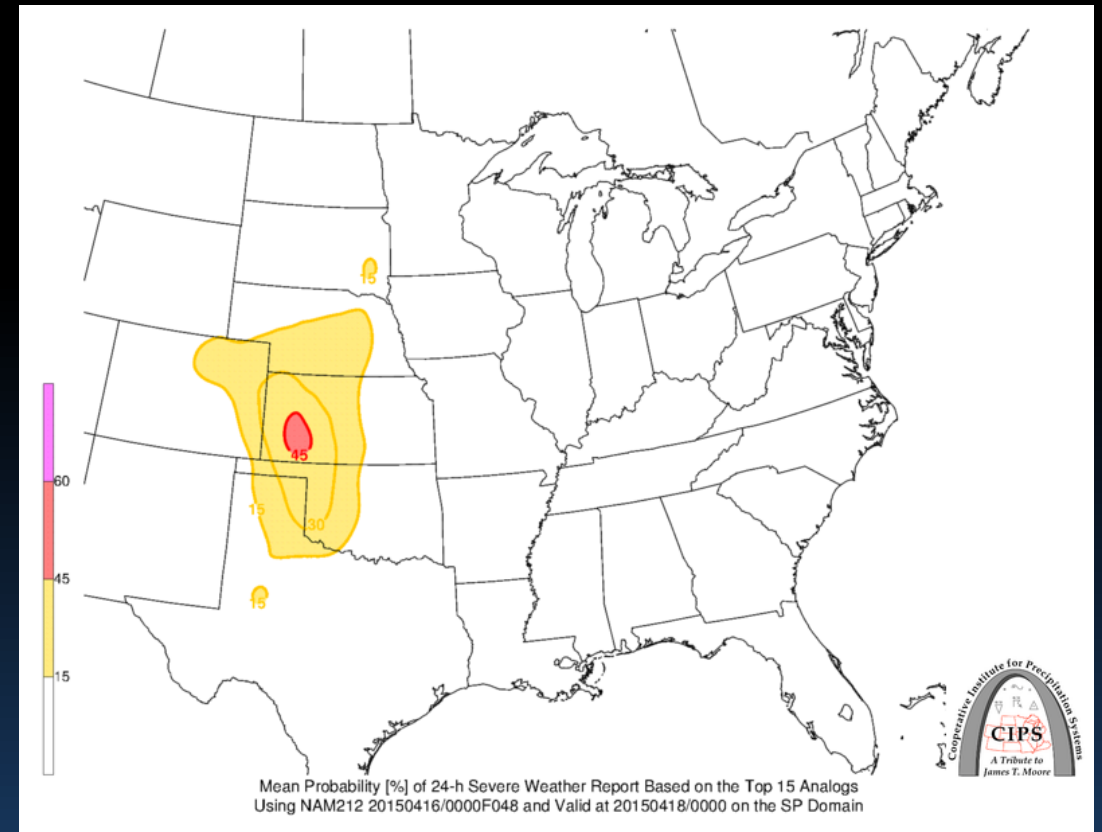 15
45
15
30
15
60
45
15
Cooperative Institute for Precipitation Systems
CIPS
A Tribute to
James T. Moore
Mean Probability [%] of 24-h Severe Weather Report Based on the Top 15 Analogs
Using NAM212 20150416/0000F048 and Valid at 20150418/0000 on the SP Domain